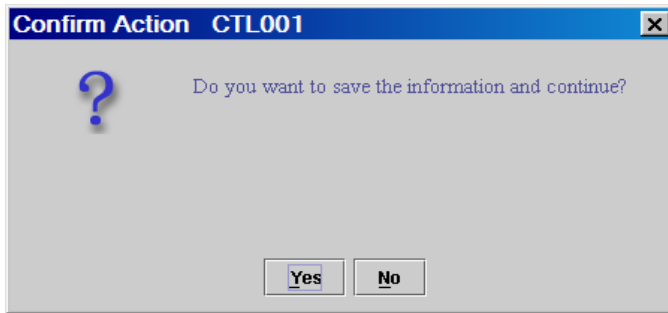 Confirm Action CTL001
Do you want to save the information and continue?
Yes No